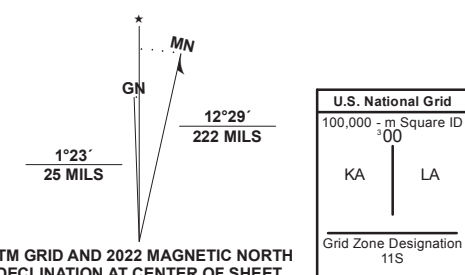 ★
MN
GN
12°29´
222 MILS
1°23´
25 MILS
TM GRID AND 2022 MAGNETIC NORTH
DECLINATION AT CENTER OF SHEET
U.S. National Grid
100,000 - m Square ID
³00
KA LA
Grid Zone Designation
11S